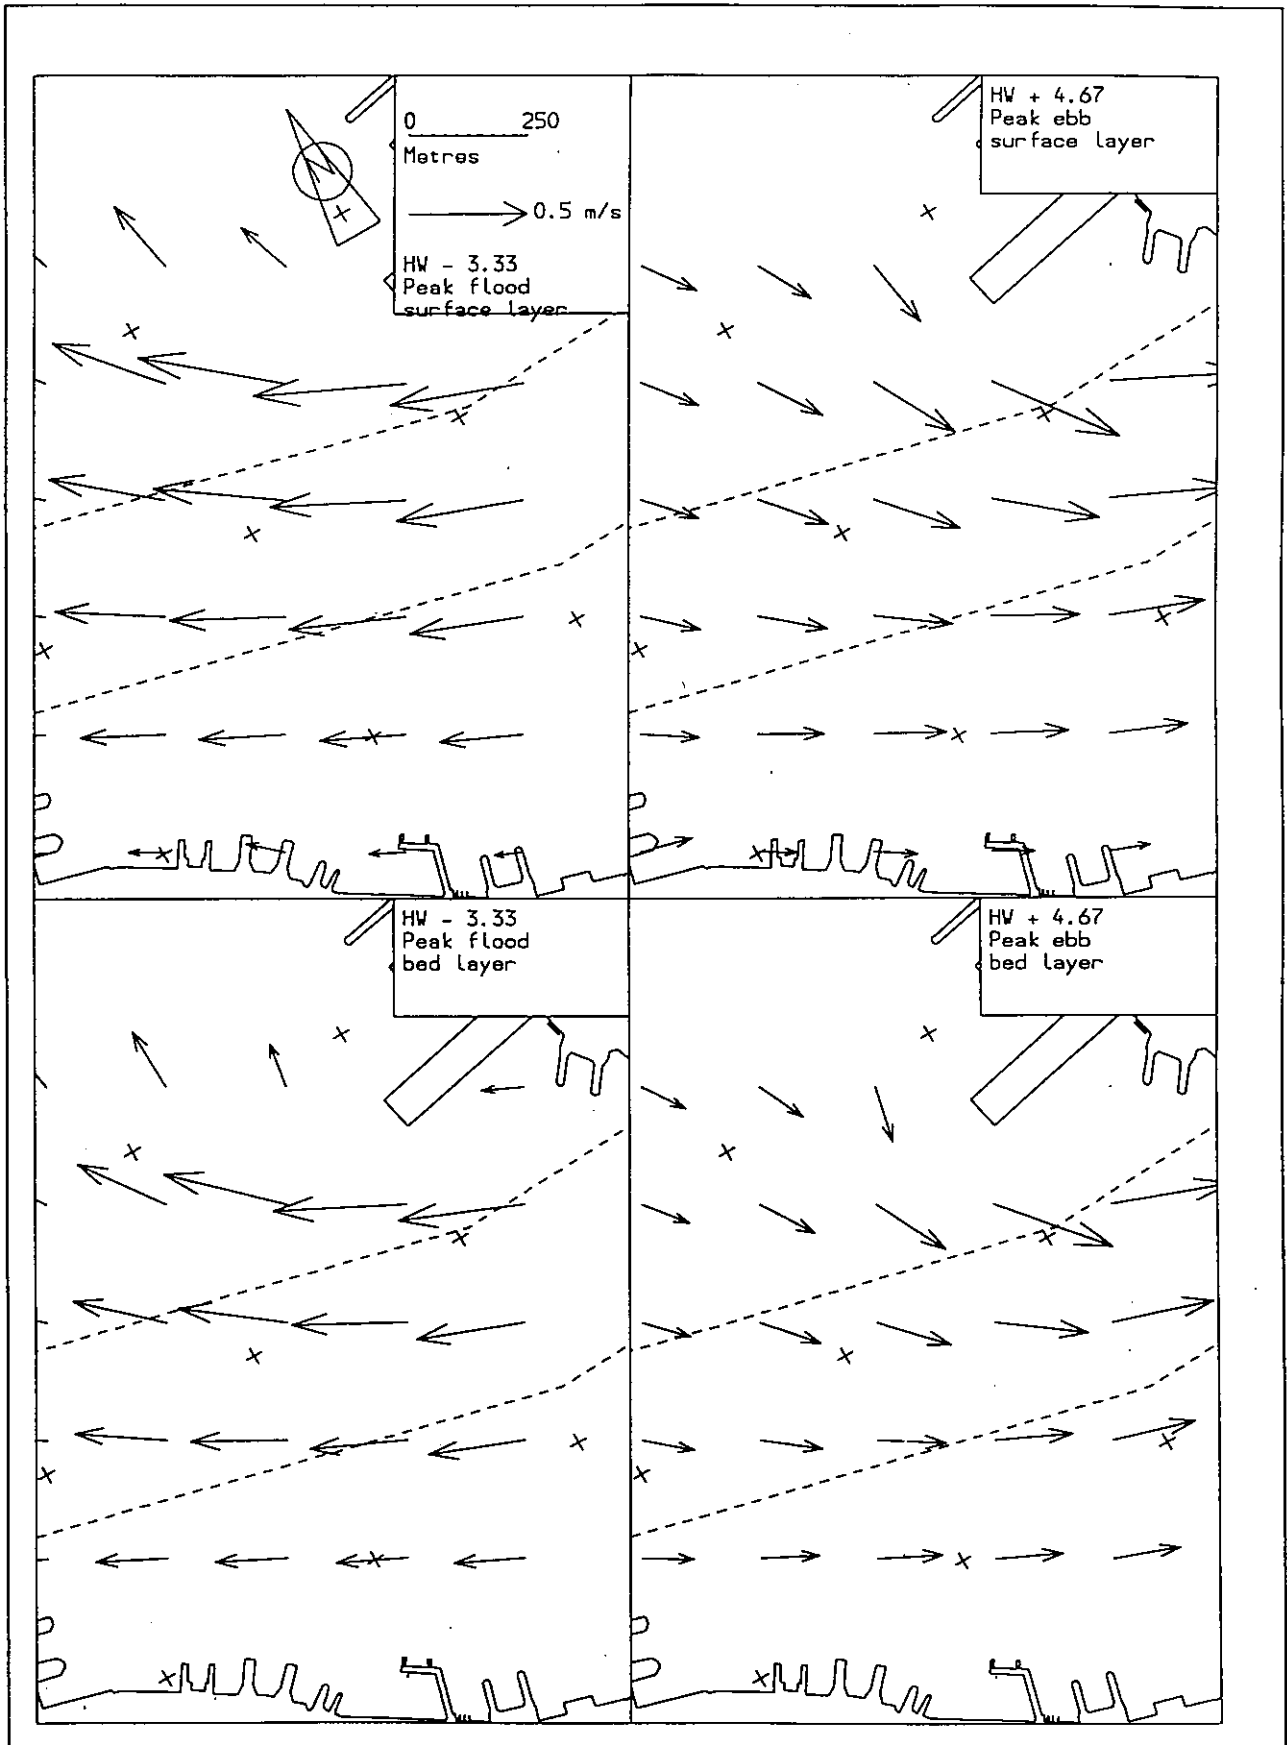 0 250
Metres
N
0.5 m/s
HW - 3.33
Peak flood
surface layer
HW + 4.67
Peak ebb
surface layer
HW - 3.33
Peak flood
bed layer
HW + 4.67
Peak ebb
bed layer